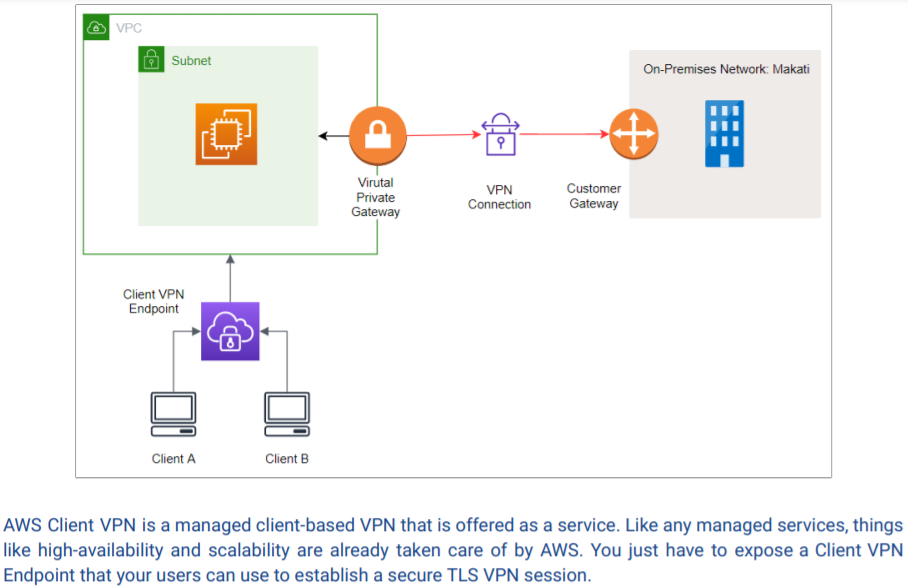 VPC
Subnet
On-Premises Network: Makati
Virutal
Private
Gateway
VPN
Connection
Customer
Gateway
Client VPN
Endpoint
Client A
Client B
AWS Client VPN is a managed client-based VPN that is offered as a service. Like any managed services, things
like high-availability and scalability are already taken care of by AWS. You just have to expose a Client VPN
Endpoint that your users can use to establish a secure TLS VPN session.